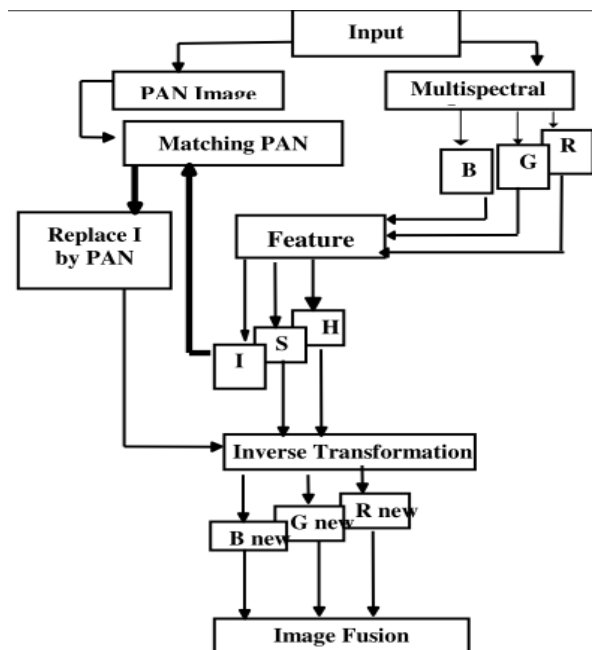 Input
PAN Image
Multispectral
Matching PAN
B
G
R
Replace I
by PAN
Feature
I
S
H
Inverse Transformation
B new
G new
R new
Image Fusion